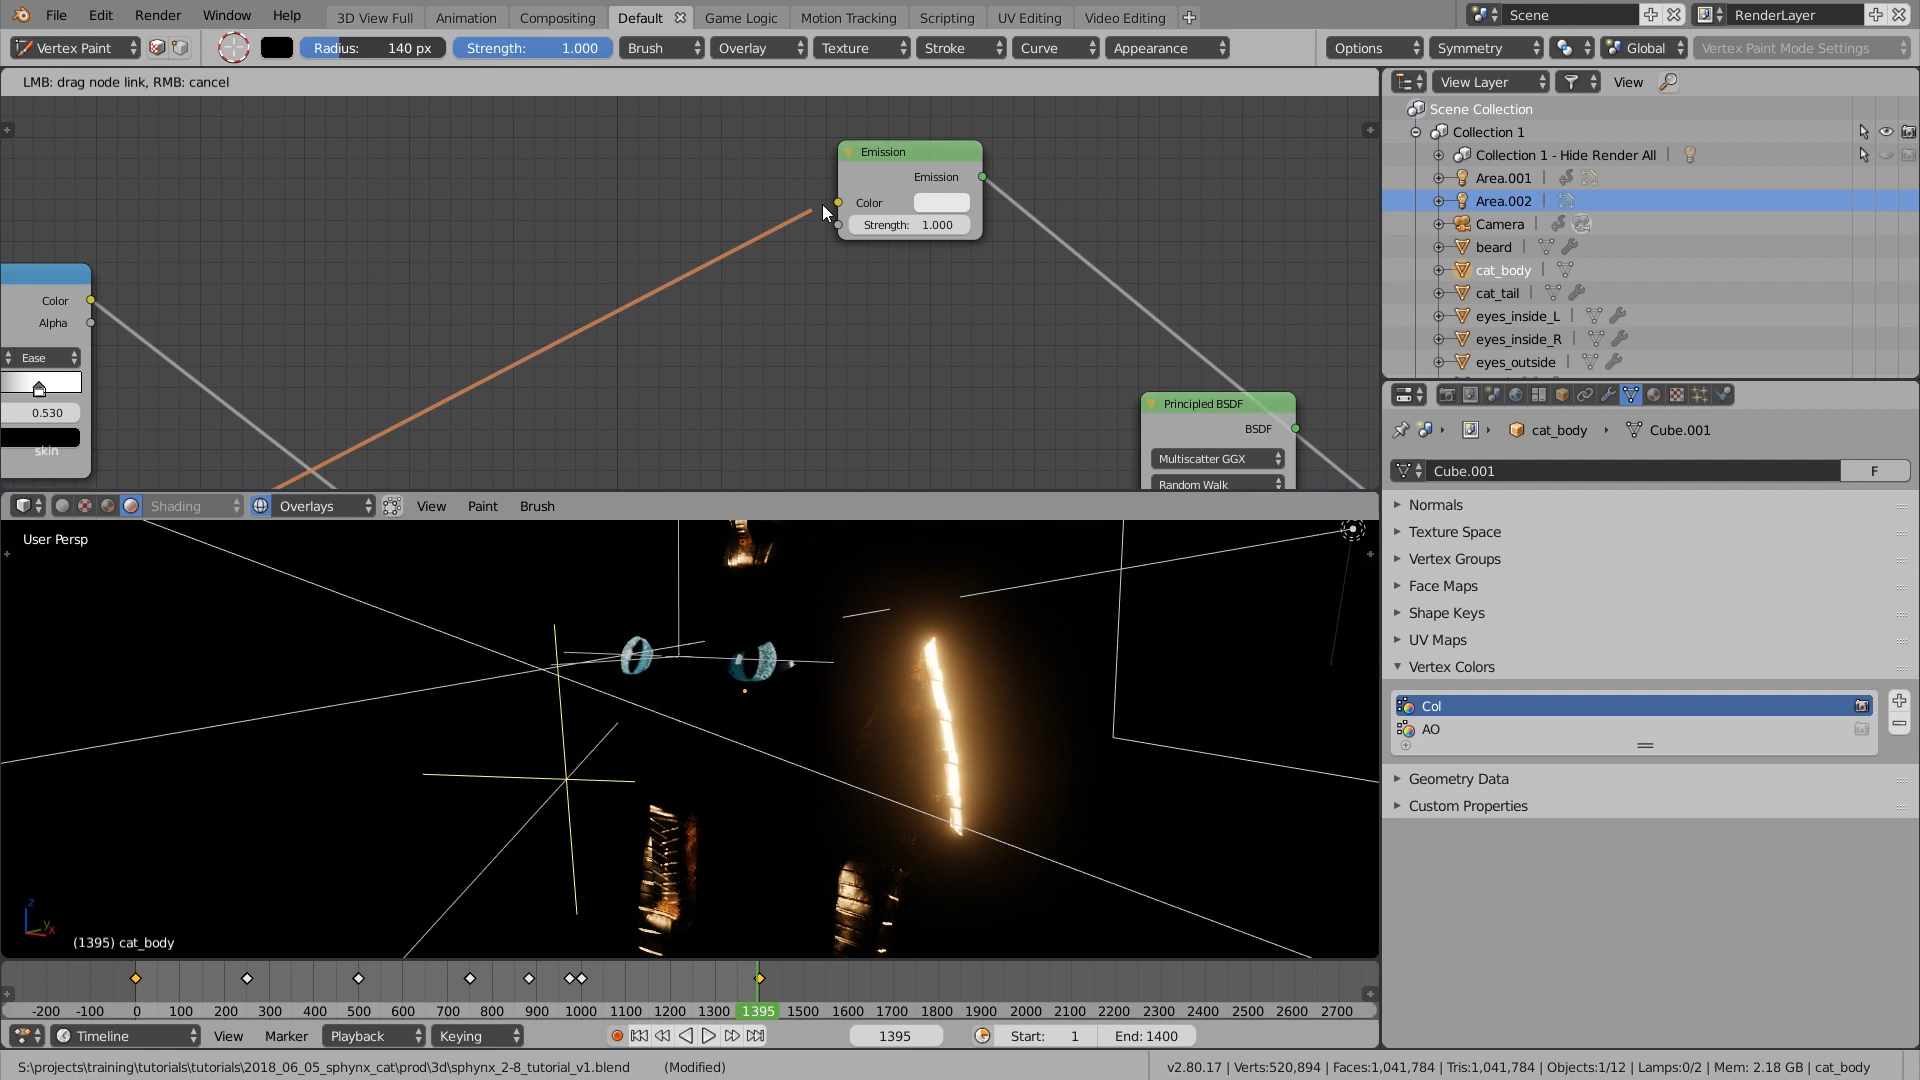 File Edit Render Window Help 3D View Full Animation Compositing Default Game Logic Motion Tracking Scripting UV Editing Video Editing Scene RenderLayer
Vertex Paint Radius: 140 px Strength: 1.000 Brush Overlay Texture Stroke Curve Appearance Options Symmetry Global Vertex Paint Mode Settings
LMB: drag node link, RMB: cancel
View Layer View
Scene Collection
Collection 1
Collection 1 - Hide Render All
Area.001
Area.002
Camera
beard
cat_body
cat_tail
eyes_inside_L
eyes_inside_R
eyes_outside
Emission
Emission
Color
Strength: 1.000
Color
Alpha
Ease
0.530
skin
Principled BSDF
BSDF
Multiscatter GGX
Random Walk
cat_body Cube.001
Cube.001 F
Normals
Texture Space
Vertex Groups
Face Maps
Shape Keys
UV Maps
Vertex Colors
Col
AO
Geometry Data
Custom Properties
Shading Overlays View Paint Brush
User Persp
z
y
x
(1395) cat_body
-200 -100 0 100 200 300 400 500 600 700 800 900 1000 1100 1200 1300 1395 1500 1600 1700 1800 1900 2000 2100 2200 2300 2400 2500 2600 2700
Timeline View Marker Playback Keying 1395 Start: 1 End: 1400
S:\projects\training\tutorials\tutorials\2018_06_05_sphynx_cat\prod\3d\sphynx_2-8_tutorial_v1.blend (Modified) v2.80.17 | Verts:520,894 | Faces:1,041,784 | Tris:1,041,784 | Objects:1/12 | Lamps:0/2 | Mem: 2.18 GB | cat_body